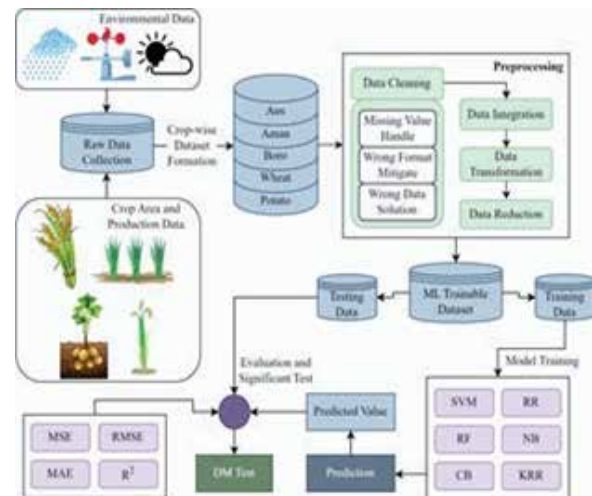 Environmental Data
Raw Data
Collection
Crop-wise
Dataset
Formation
Aus
Aman
Boro
Wheat
Potato
Preprocessing
Data Cleaning
Missing Value
Handle
Wrong Format
Mitigate
Wrong Data
Solution
Data Integration
Data
Transformation
Data Reduction
Crop Area and
Production Data
Testing
Data
ML Trainable
Dataset
Training
Data
Evaluation and
Significant Test
Model Training
MSE
RMSE
MAE
R²
Predicted Value
DM Test
Prediction
SVM
RR
RF
NB
CB
KRR